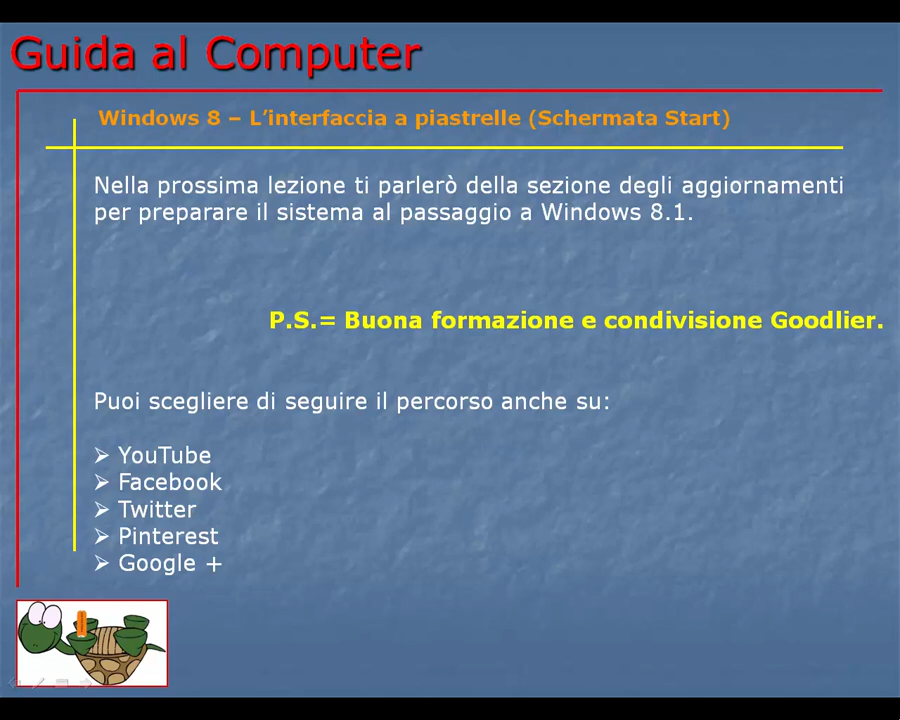 Guida al Computer
Windows 8 – L’interfaccia a piastrelle (Schermata Start)
Nella prossima lezione ti parlerò della sezione degli aggiornamenti
per preparare il sistema al passaggio a Windows 8.1.
P.S.= Buona formazione e condivisione Goodlier.
Puoi scegliere di seguire il percorso anche su:
YouTube
Facebook
Twitter
Pinterest
Google +